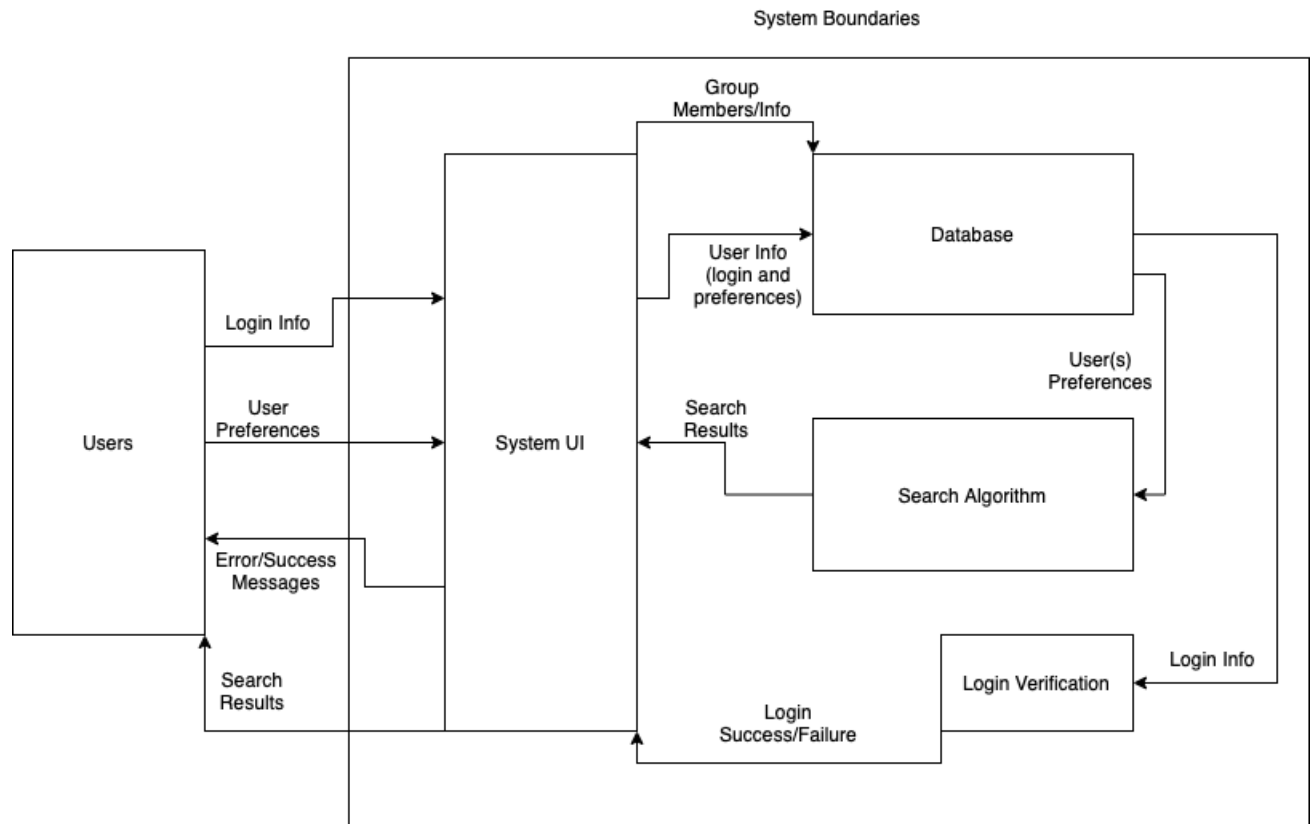 System Boundaries
Group
Members/Info
Database
User Info
(login and
preferences)
Login Info
User(s)
Preferences
User
Preferences
Search
Results
Users
System UI
Search Algorithm
Error/Success
Messages
Login Info
Login Verification
Search
Results
Login
Success/Failure